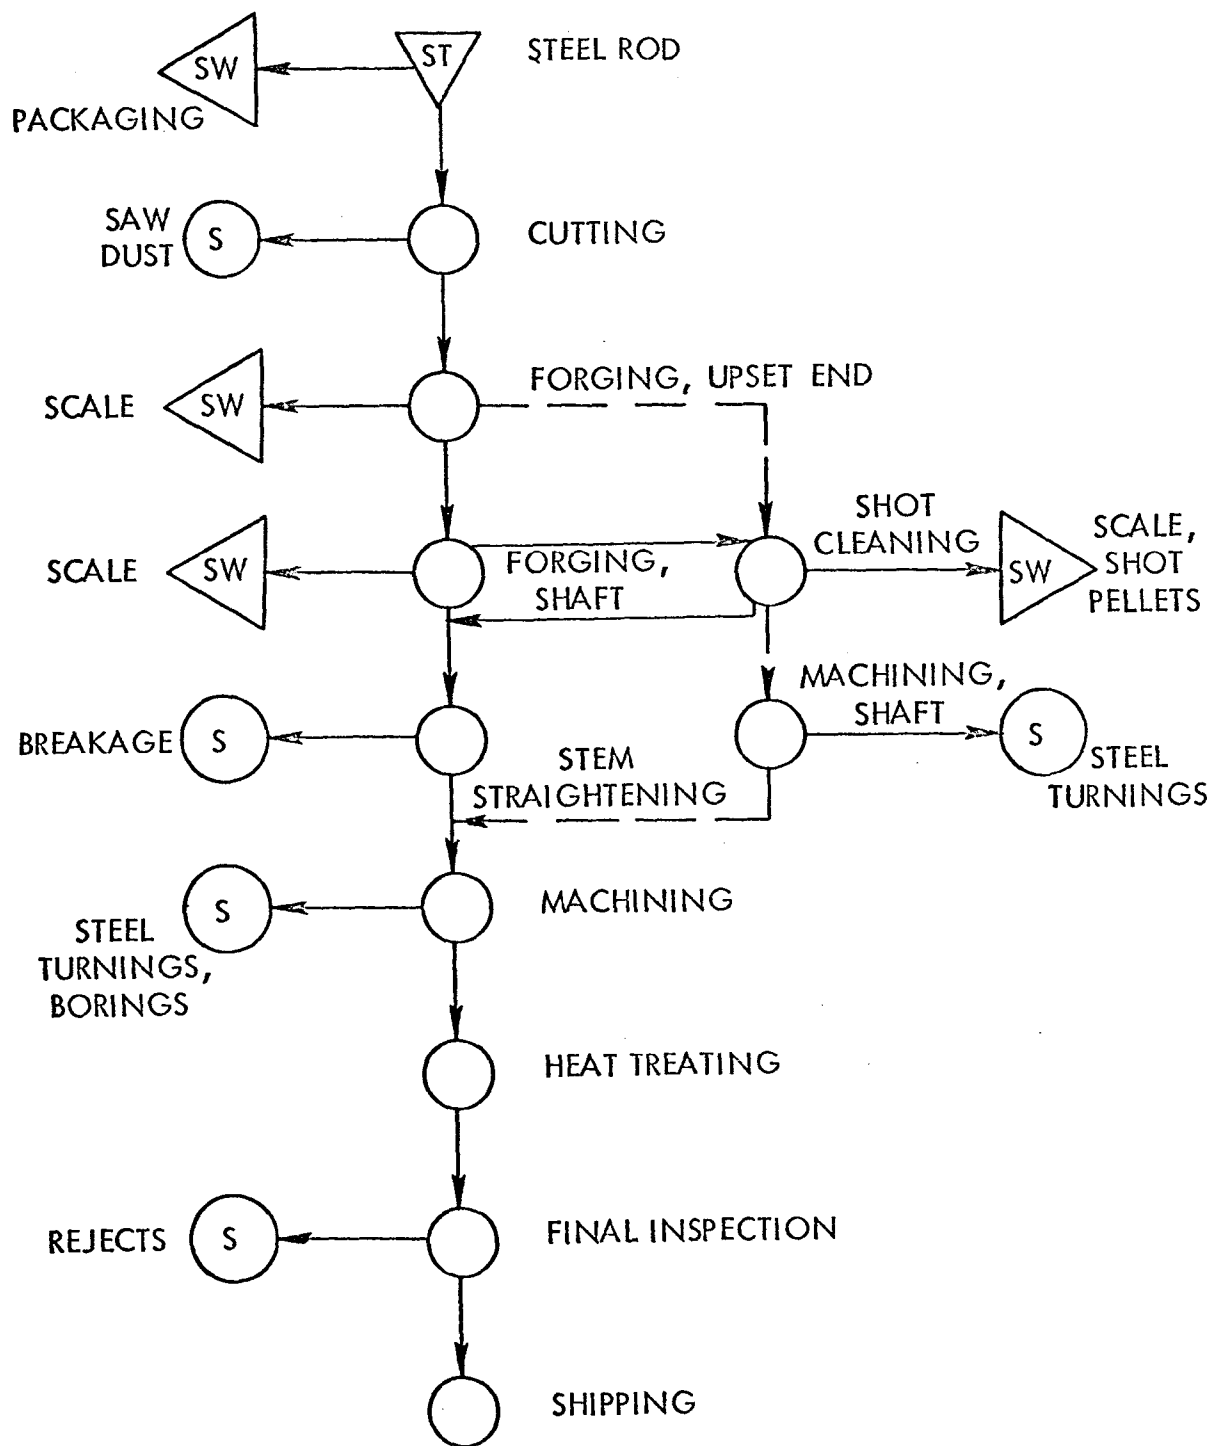 SW
ST
STEEL ROD
PACKAGING
SAW
DUST
S
CUTTING
SCALE
SW
FORGING, UPSET END
SCALE
SW
FORGING,
SHAFT
SHOT
CLEANING
SW
SCALE,
SHOT
PELLETS
BREAKAGE
S
STEM
STRAIGHTENING
MACHINING,
SHAFT
S
STEEL
TURNINGS
S
STEEL
TURNINGS,
BORINGS
MACHINING
HEAT TREATING
REJECTS
S
FINAL INSPECTION
SHIPPING